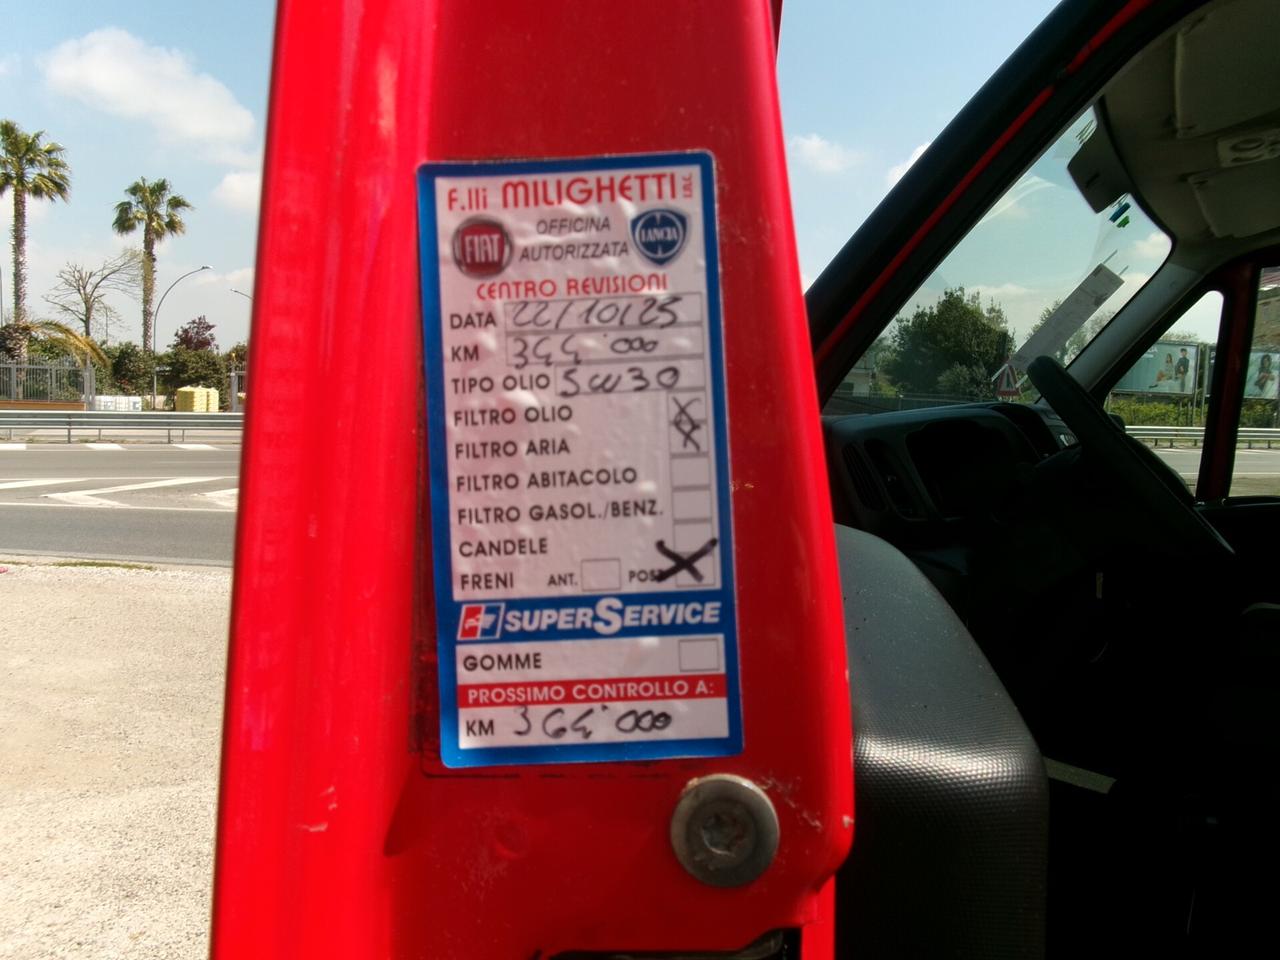 F.lli MILIGHETTI s.n.c.
FIAT OFFICINA AUTORIZZATA LANCIA
CENTRO REVISIONI
DATA 22/10/25
KM 344.000
TIPO OLIO 5W30
FILTRO OLIO
FILTRO ARIA
FILTRO ABITACOLO
FILTRO GASOL./BENZ.
CANDELE
FRENI ANT. POST.
SUPERSERVICE
GOMME
PROSSIMO CONTROLLO A:
KM 364.000